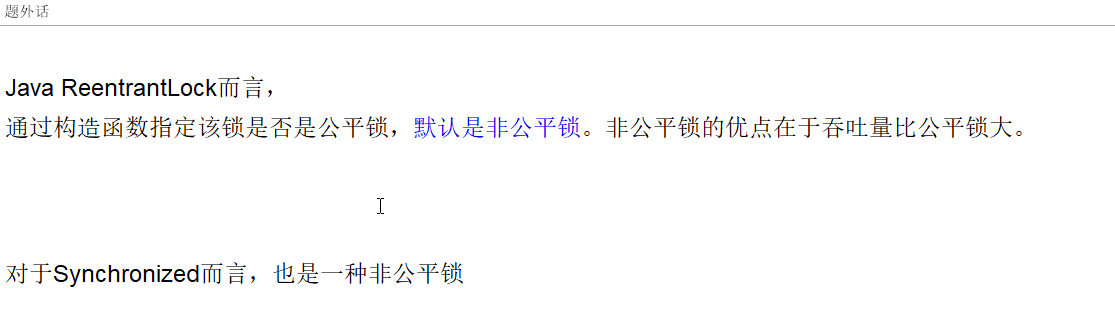 题外话
Java ReentrantLock而言，
通过构造函数指定该锁是否是公平锁，默认是非公平锁。非公平锁的优点在于吞吐量比公平锁大。
对于Synchronized而言，也是一种非公平锁